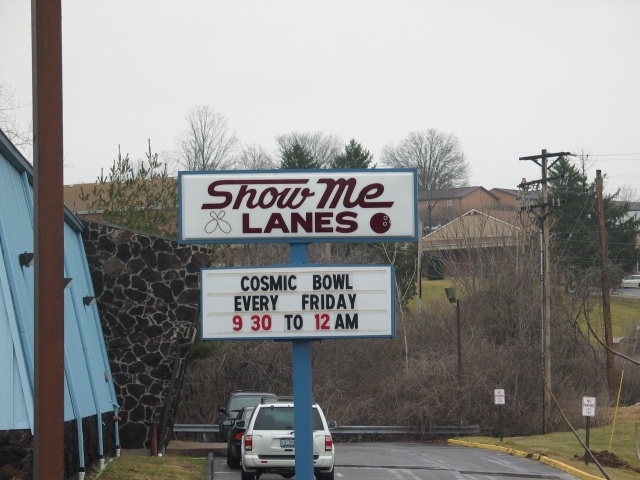 Show Me
LANES
COSMIC BOWL
EVERY FRIDAY
9 30 TO 12 AM